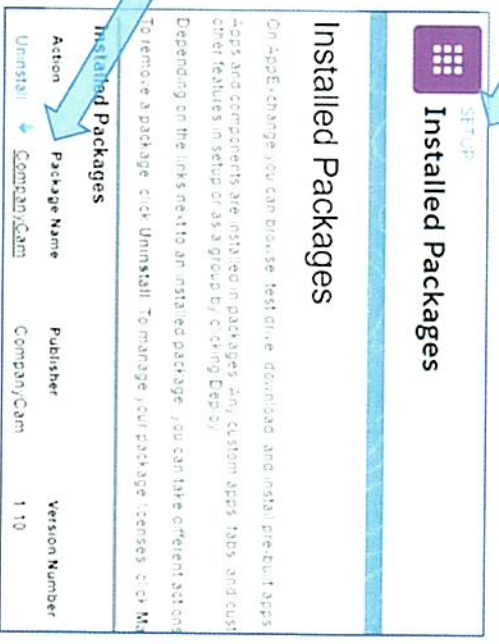 SETUP
Installed Packages
Installed Packages
On AppExchange you can browse, test drive, download, and install pre-built apps
Apps and components are installed in packages. Any custom apps, tabs, and cust
other features in setup or as a group by clicking Deploy.
Depending on the links next to an installed package, you can take different actions
To remove a package, click Uninstall. To manage your package licenses, click Ma
Installed Packages
Action Package Name Publisher Version Number
Uninstall CompanyCam CompanyCam 1.10